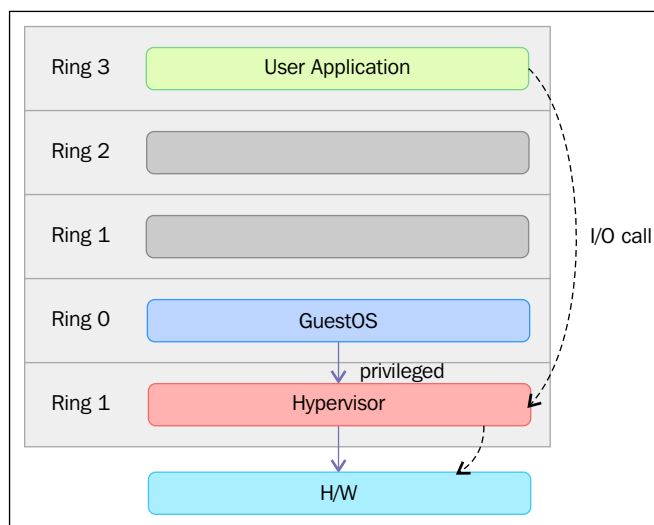 Ring 3 User Application
Ring 2
Ring 1
I/O call
Ring 0 GuestOS
privileged
Ring 1 Hypervisor
H/W